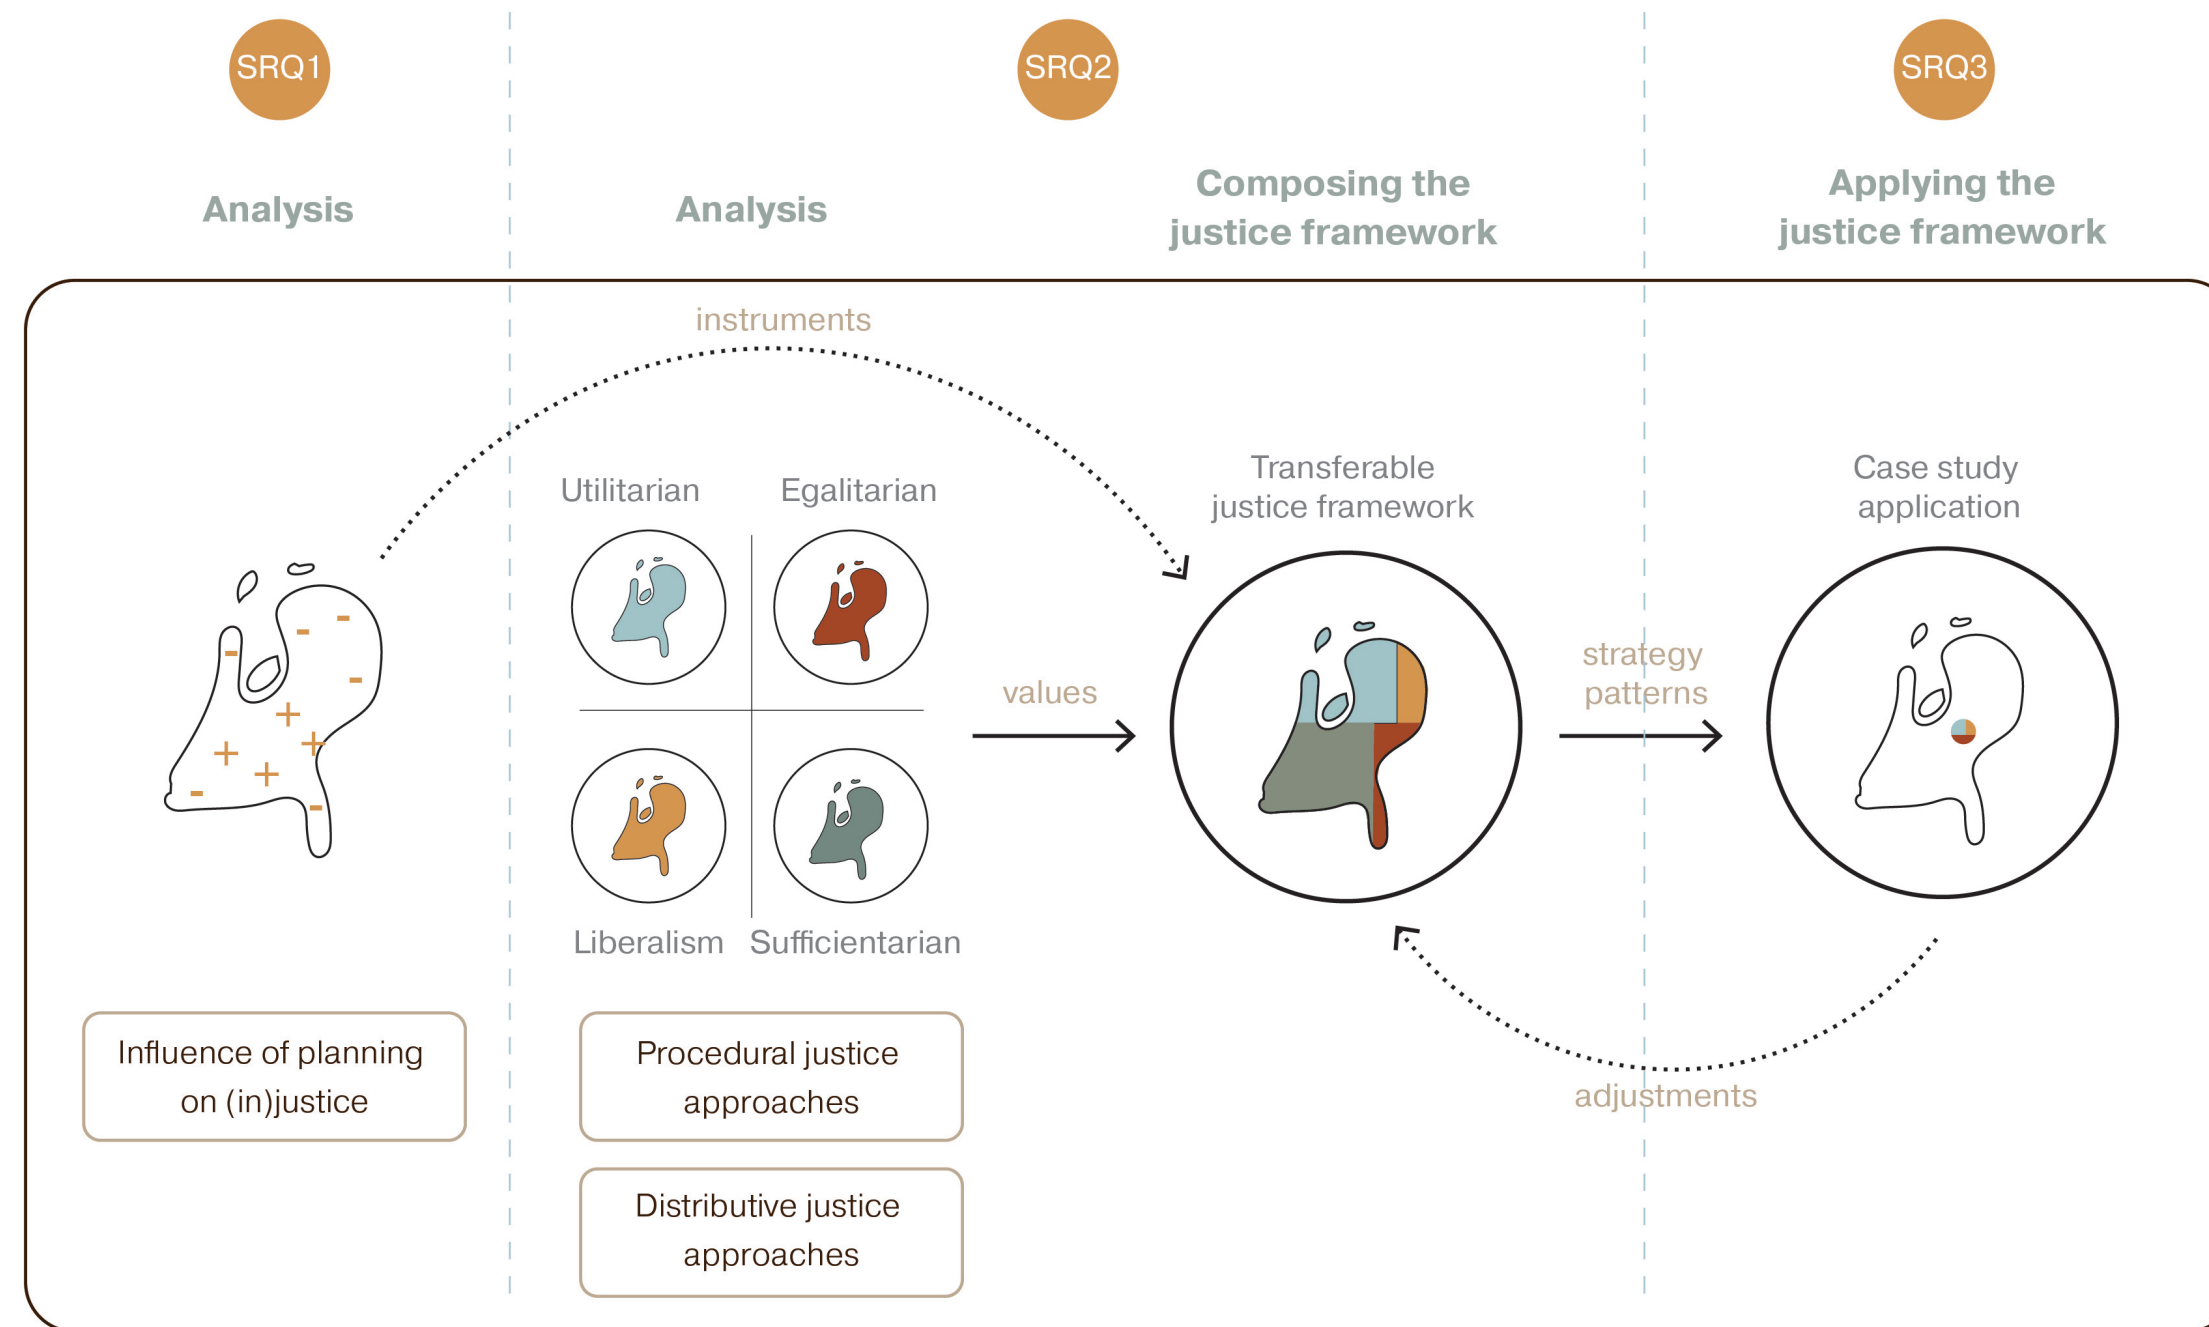 SRQ1
SRQ2
SRQ3
Analysis
Analysis
Composing the
justice framework
Applying the
justice framework
instruments
Utilitarian
Egalitarian
Liberalism
Sufficientarian
values
Transferable
justice framework
strategy
patterns
Case study
application
adjustments
Influence of planning
on (in)justice
Procedural justice
approaches
Distributive justice
approaches